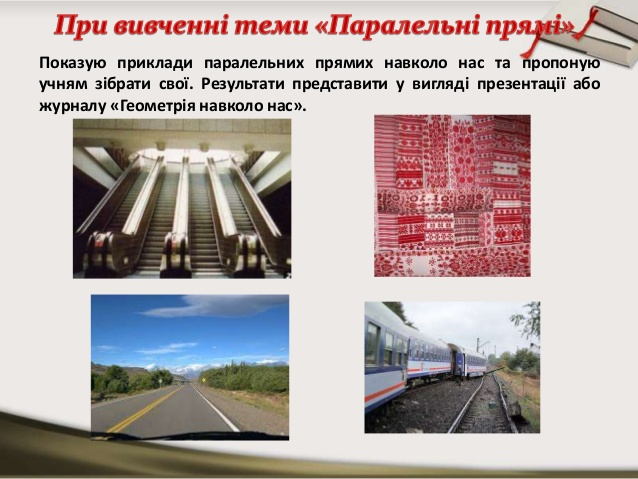 При вивченні теми «Паралельні прямі»
Показую приклади паралельних прямих навколо нас та пропоную
учням зібрати свої. Результати представити у вигляді презентації або
журналу «Геометрія навколо нас».